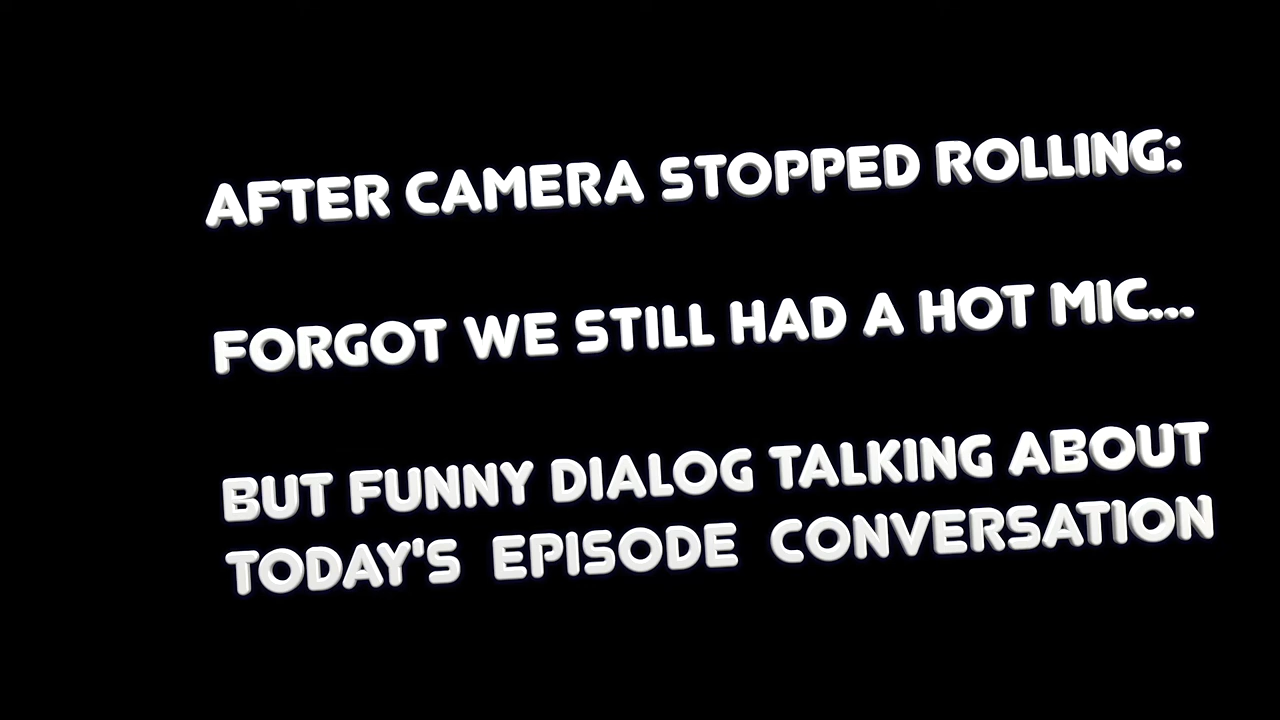 AFTER CAMERA STOPPED ROLLING:
FORGOT WE STILL HAD A HOT MIC...
BUT FUNNY DIALOG TALKING ABOUT
TODAY'S EPISODE CONVERSATION